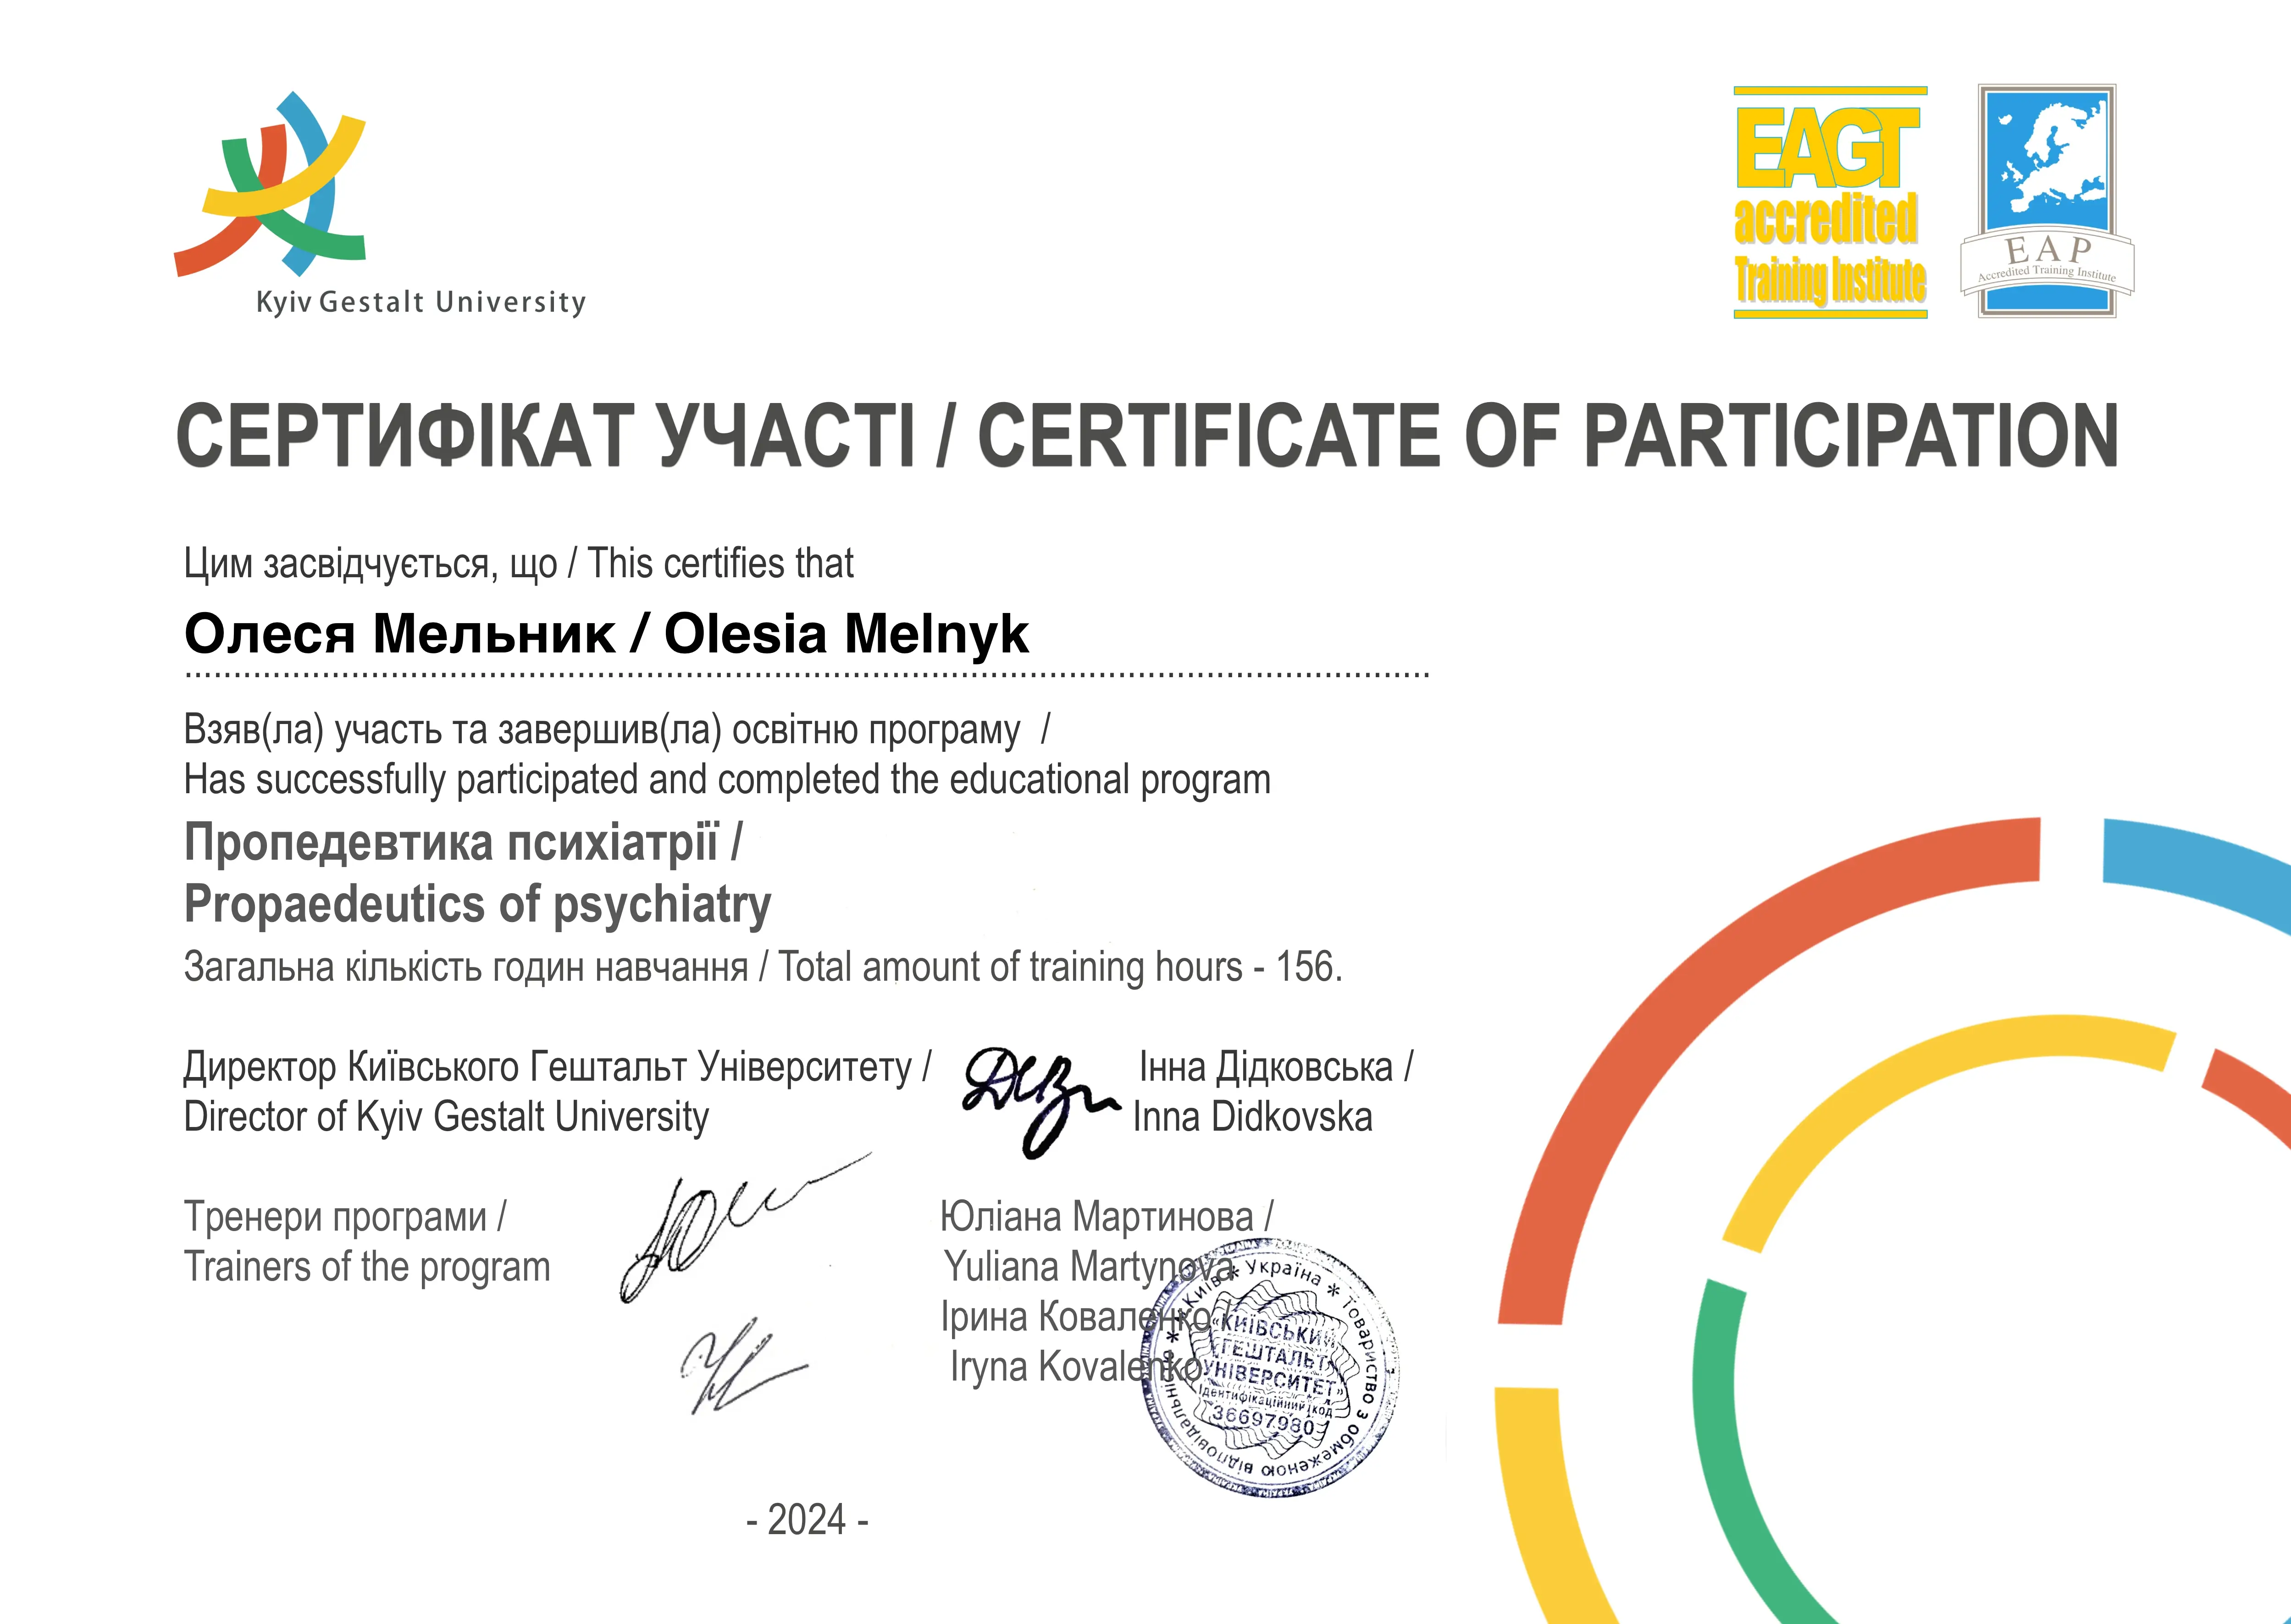 Kyiv Gestalt University
EAGT
accredited
Training Institute
EAP
Accredited Training Institute
СЕРТИФІКАТ УЧАСТІ / CERTIFICATE OF PARTICIPATION
Цим засвідчується, що / This certifies that
Олеся Мельник / Olesia Melnyk
Взяв(ла) участь та завершив(ла) освітню програму /
Has successfully participated and completed the educational program
Пропедевтика психіатрії /
Propaedeutics of psychiatry
Загальна кількість годин навчання / Total amount of training hours - 156.
Директор Київського Гештальт Університету / Інна Дідковська /
Director of Kyiv Gestalt University Inna Didkovska
Тренери програми / Юліана Мартинова /
Trainers of the program Yuliana Martynova
Ірина Коваленко /
Iryna Kovalenko
Київ * Україна * Товариство з обмеженою відповідальністю *
«КИЇВСЬКИЙ
ГЕШТАЛЬТ
УНІВЕРСИТЕТ»
Ідентифікаційний код
36697980
- 2024 -